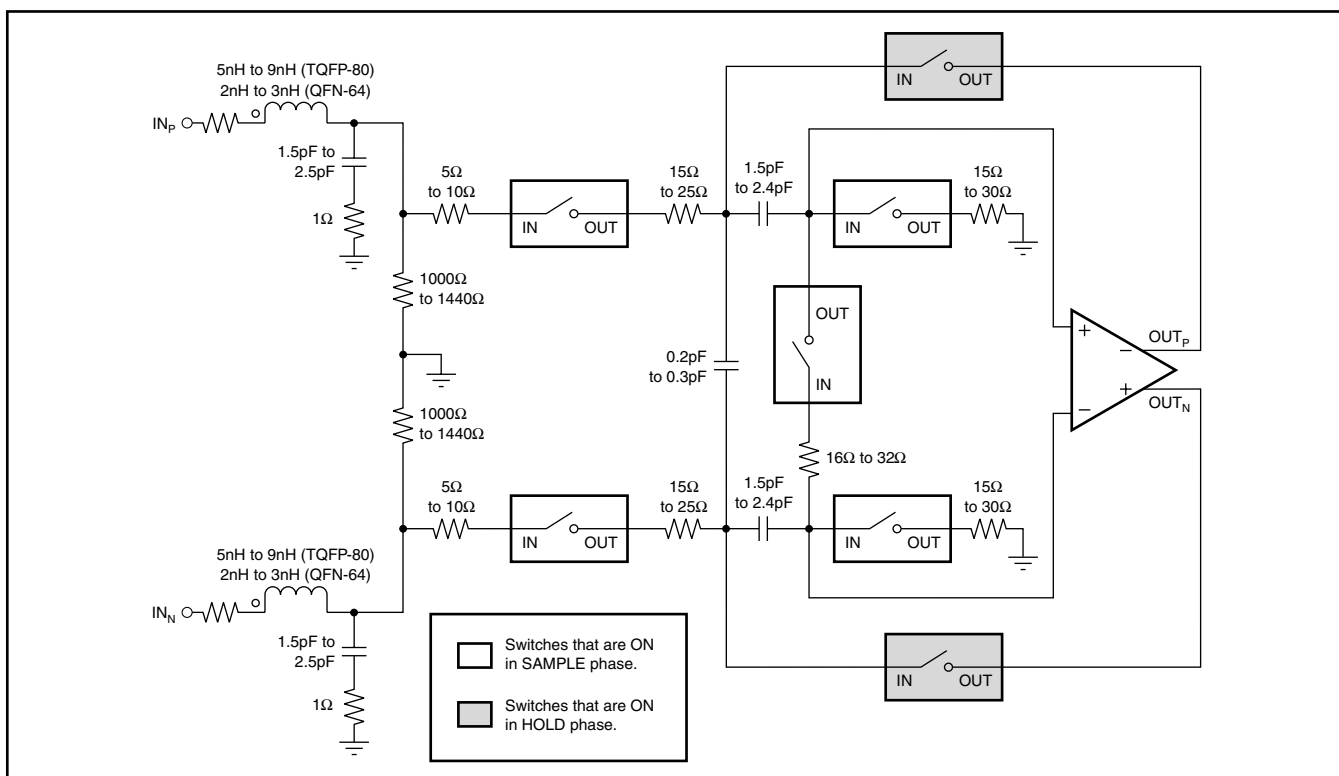 5nH to 9nH (TQFP-80)
2nH to 3nH (QFN-64)
INP
1.5pF to
2.5pF
1Ω
5Ω
to 10Ω
IN
OUT
15Ω
to 25Ω
1.5pF
to 2.4pF
IN
OUT
15Ω
to 30Ω
IN
OUT
1000Ω
to 1440Ω
OUT
IN
0.2pF
to 0.3pF
16Ω to 32Ω
+
−
−
+
OUTP
OUTN
1000Ω
to 1440Ω
5Ω
to 10Ω
IN
OUT
15Ω
to 25Ω
1.5pF
to 2.4pF
IN
OUT
15Ω
to 30Ω
5nH to 9nH (TQFP-80)
2nH to 3nH (QFN-64)
INN
1.5pF to
2.5pF
1Ω
IN
OUT
Switches that are ON
in SAMPLE phase.
Switches that are ON
in HOLD phase.